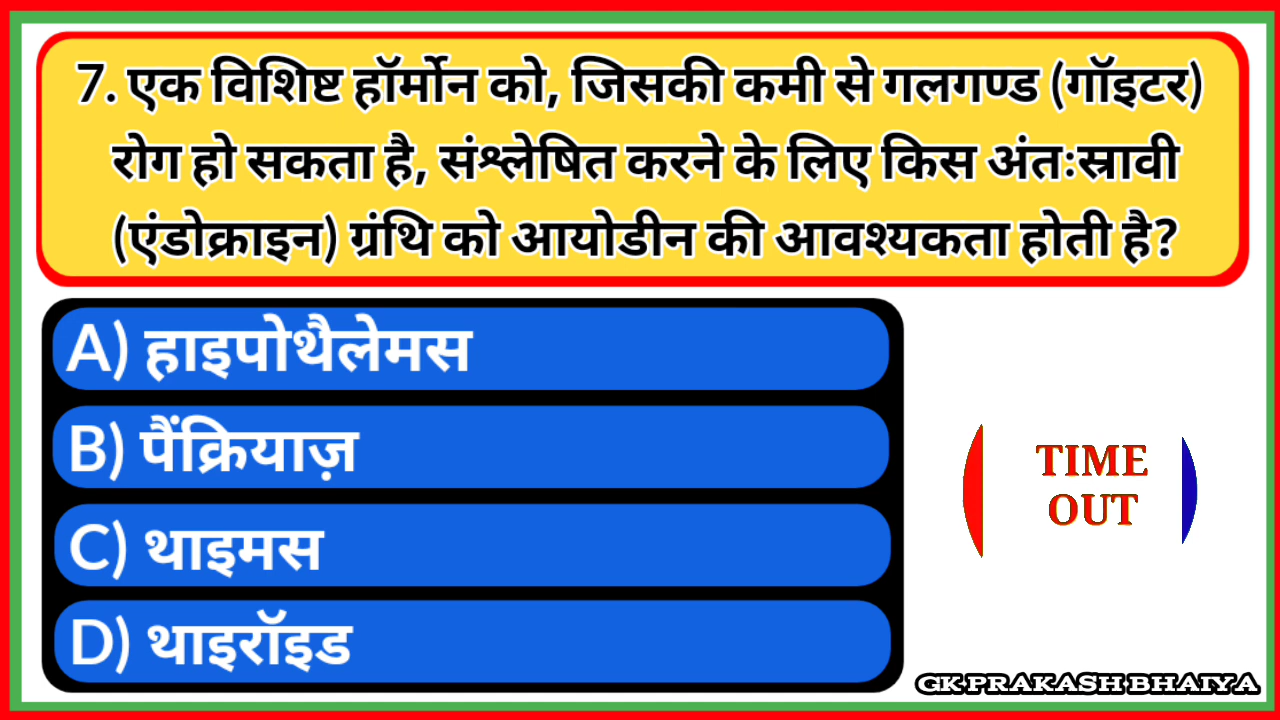 7. एक विशिष्ट हॉर्मोन को, जिसकी कमी से गलगण्ड (गॉइटर)
रोग हो सकता है, संश्लेषित करने के लिए किस अंतःस्रावी
(एंडोक्राइन) ग्रंथि को आयोडीन की आवश्यकता होती है?
A) हाइपोथैलेमस
B) पैंक्रियाज़
C) थाइमस
D) थाइरॉइड
TIME
OUT
GK PRAKASH BHAIYA